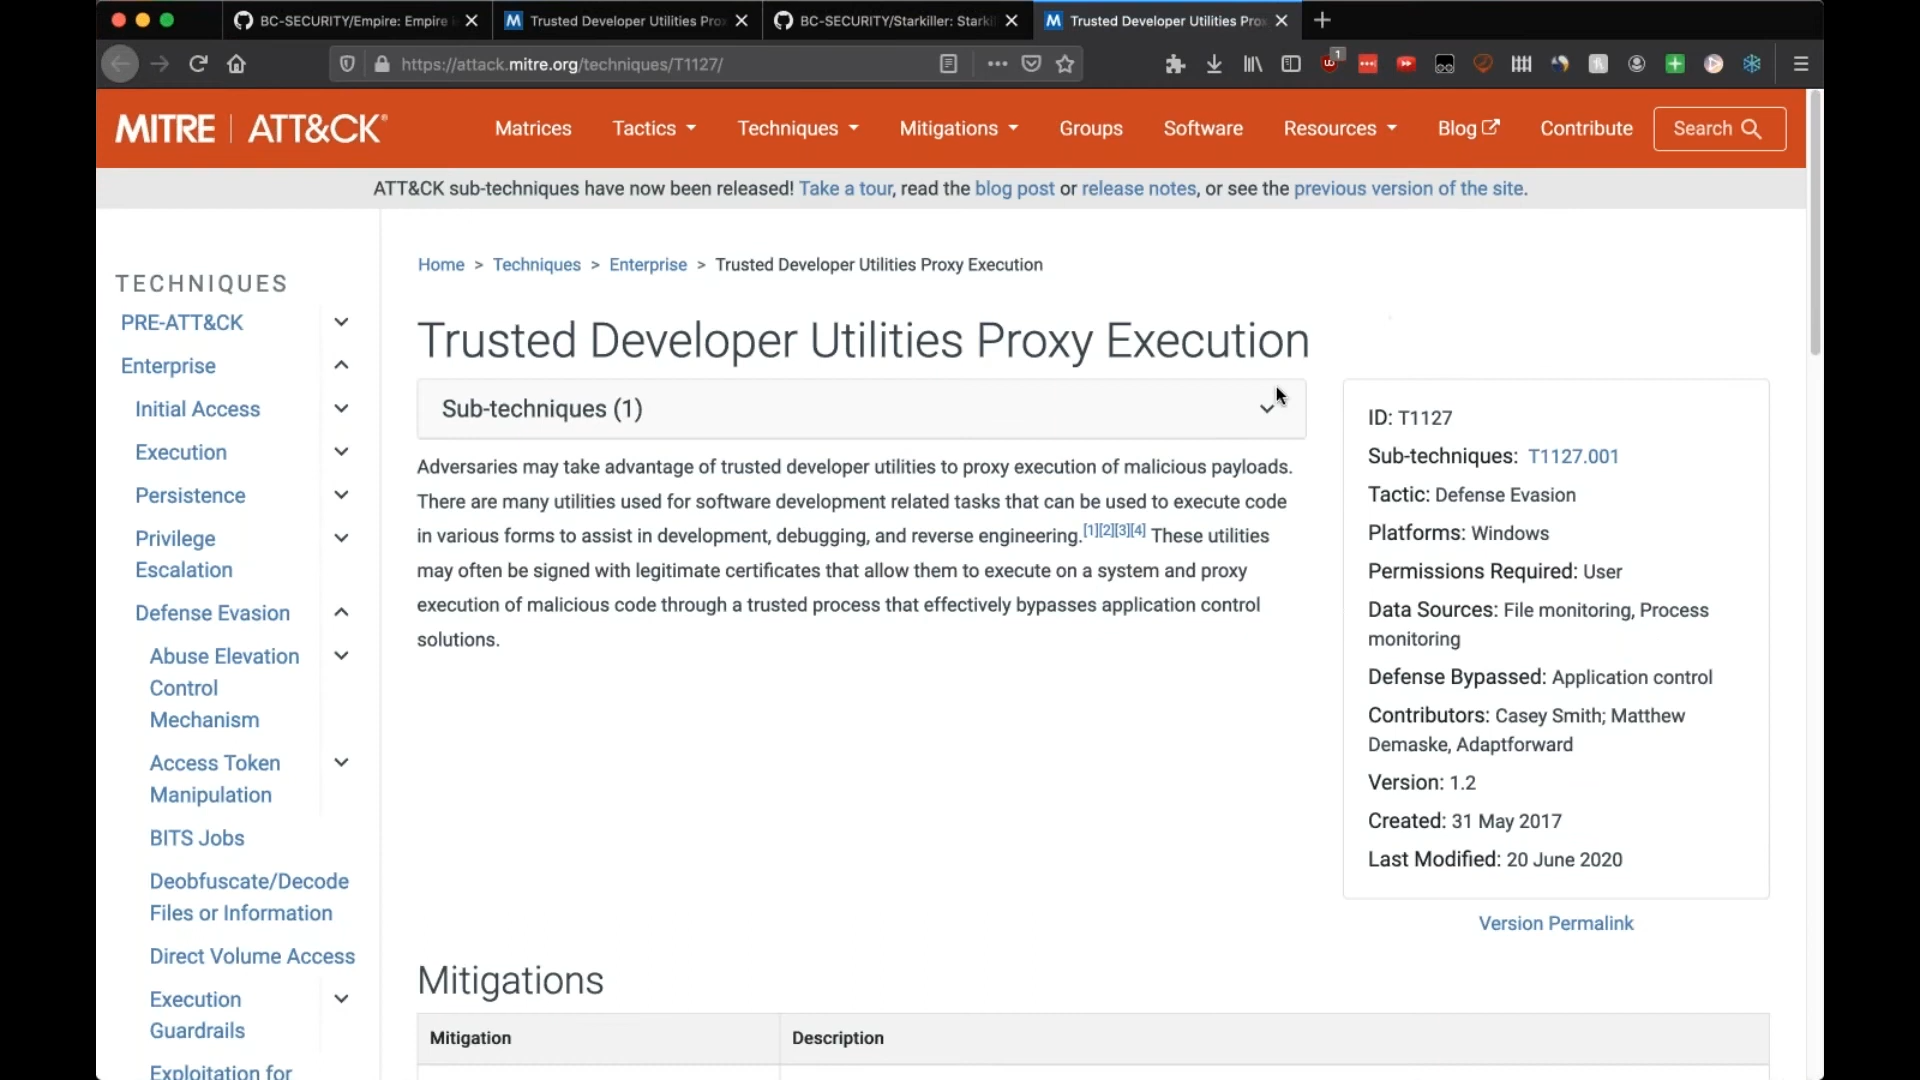 BC-SECURITY/Empire: Empire
Trusted Developer Utilities Pro
BC-SECURITY/Starkiller: Starki
Trusted Developer Utilities Pro
https://attack.mitre.org/techniques/T1127/
1
MITRE | ATT&CK®
Matrices
Tactics
Techniques
Mitigations
Groups
Software
Resources
Blog
Contribute
Search
ATT&CK sub-techniques have now been released! Take a tour, read the blog post or release notes, or see the previous version of the site.
TECHNIQUES
PRE-ATT&CK
Enterprise
Initial Access
Execution
Persistence
Privilege
Escalation
Defense Evasion
Abuse Elevation
Control
Mechanism
Access Token
Manipulation
BITS Jobs
Deobfuscate/Decode
Files or Information
Direct Volume Access
Execution
Guardrails
Exploitation for
Home > Techniques > Enterprise > Trusted Developer Utilities Proxy Execution
Trusted Developer Utilities Proxy Execution
Sub-techniques (1)
Adversaries may take advantage of trusted developer utilities to proxy execution of malicious payloads.
There are many utilities used for software development related tasks that can be used to execute code
in various forms to assist in development, debugging, and reverse engineering.[1][2][3][4] These utilities
may often be signed with legitimate certificates that allow them to execute on a system and proxy
execution of malicious code through a trusted process that effectively bypasses application control
solutions.
ID: T1127
Sub-techniques: T1127.001
Tactic: Defense Evasion
Platforms: Windows
Permissions Required: User
Data Sources: File monitoring, Process
monitoring
Defense Bypassed: Application control
Contributors: Casey Smith; Matthew
Demaske, Adaptforward
Version: 1.2
Created: 31 May 2017
Last Modified: 20 June 2020
Version Permalink
Mitigations
Mitigation
Description